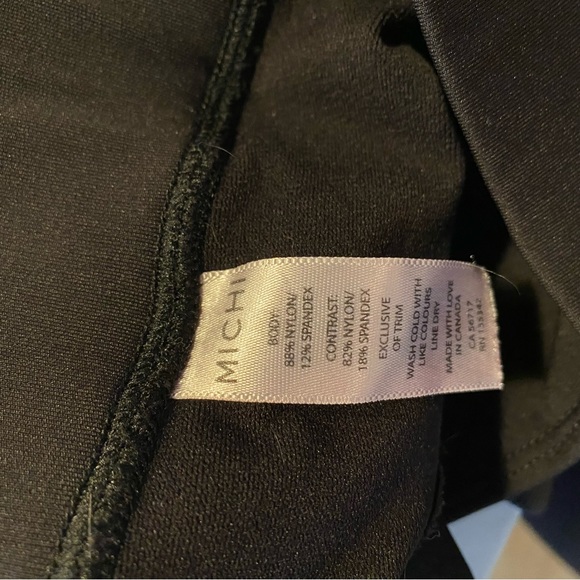 MICHI
BODY:
88% NYLON/
12% SPANDEX
CONTRAST:
82% NYLON/
18% SPANDEX
EXCLUSIVE
OF TRIM
WASH COLD WITH
LIKE COLOURS
LINE DRY
MADE WITH LOVE
IN CANADA
CA 56717
RN 138342